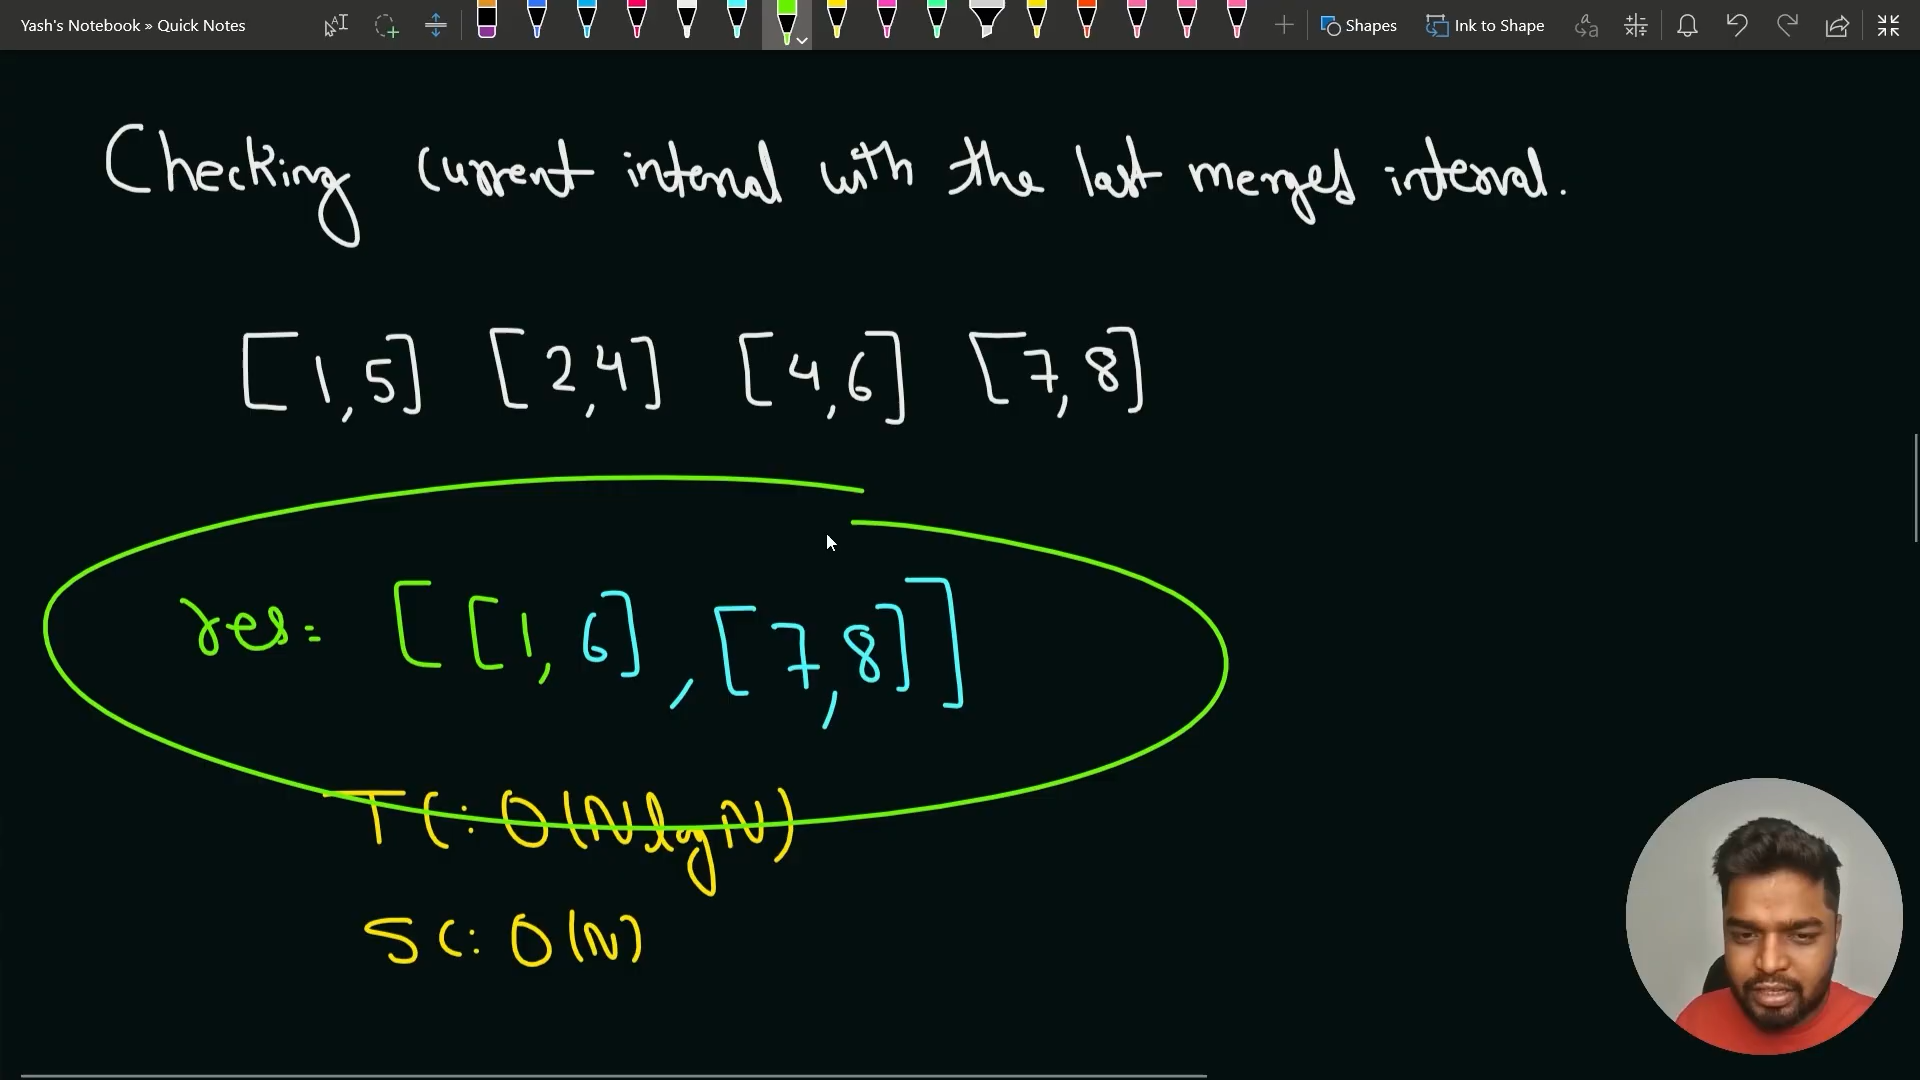 Yash's Notebook » Quick Notes
Shapes
Ink to Shape
Checking current interval with the last merged interval.
[1,5] [2,4] [4,6] [7,8]
res= [[1,6],[7,8]]
TC: O(NlogN)
SC: O(N)